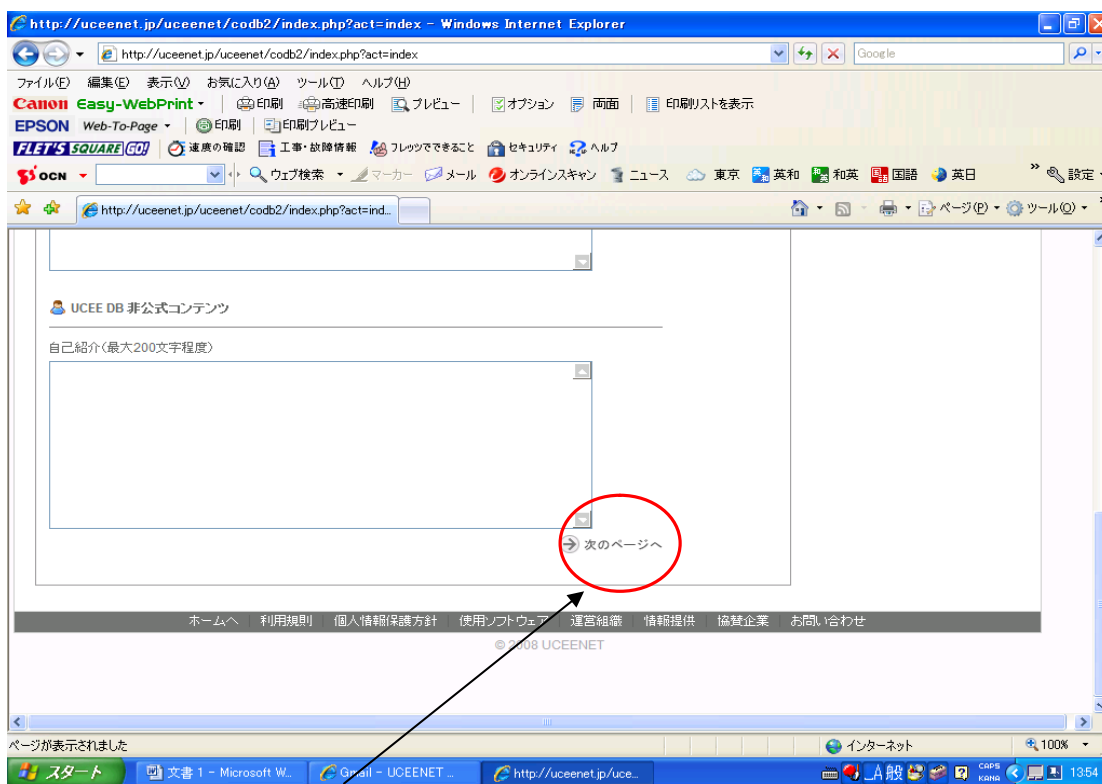 http://uceenet.jp/uceenet/codb2/index.php?act=index - Windows Internet Explorer
http://uceenet.jp/uceenet/codb2/index.php?act=index Google
ファイル(F) 編集(E) 表示(V) お気に入り(A) ツール(T) ヘルプ(H)
Canon Easy-WebPrint 印刷 高速印刷 プレビュー オプション 両面 印刷リストを表示
EPSON Web-To-Page 印刷 印刷プレビュー
FLET'S SQUARE GO! 速度の確認 工事・故障情報 フレッツでできること セキュリティ ヘルプ
OCN ウェブ検索 マーカー メール オンラインスキャン ニュース 東京 英和 和英 国語 英日 » 設定
http://uceenet.jp/uceenet/codb2/index.php?act=ind... ページ(P) ツール(O) »
UCEE DB 非公式コンテンツ
自己紹介(最大200文字程度)
次のページへ
ホームへ | 利用規則 | 個人情報保護方針 | 使用ソフトウェア | 運営組織 | 情報提供 | 協賛企業 | お問い合わせ
© 2008 UCEENET
ページが表示されました インターネット 100%
スタート 文書 1 - Microsoft W... Gmail - UCEENET ... http://uceenet.jp/uce... A 般 CAPS KANA 13:54